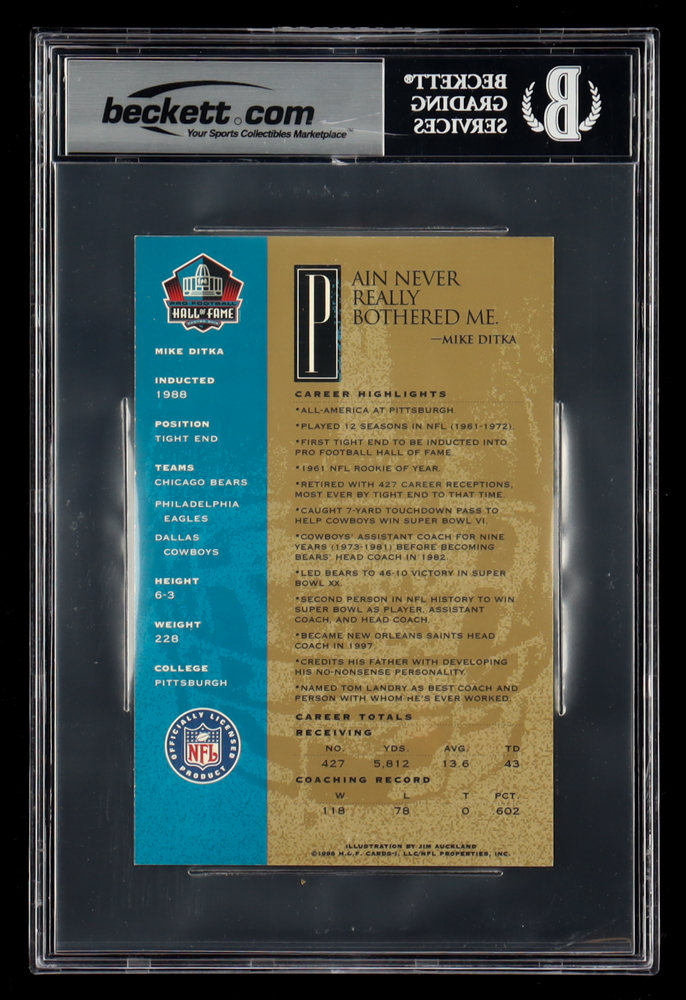 beckett.com
Your Sports Collectibles Marketplace™
BECKETT®
GRADING
SERVICES
B
PRO FOOTBALL
HALL OF FAME
MIKE DITKA
INDUCTED
1988
POSITION
TIGHT END
TEAMS
CHICAGO BEARS
PHILADELPHIA
EAGLES
DALLAS
COWBOYS
HEIGHT
6-3
WEIGHT
228
COLLEGE
PITTSBURGH
OFFICIALLY LICENSED
NFL
PRODUCT
PAIN NEVER
REALLY
BOTHERED ME.
—MIKE DITKA
CAREER HIGHLIGHTS
*ALL-AMERICA AT PITTSBURGH.
*PLAYED 12 SEASONS IN NFL (1961-1972).
*FIRST TIGHT END TO BE INDUCTED INTO
PRO FOOTBALL HALL OF FAME.
*1961 NFL ROOKIE OF YEAR.
*RETIRED WITH 427 CAREER RECEPTIONS,
MOST EVER BY TIGHT END TO THAT TIME.
*CAUGHT 7-YARD TOUCHDOWN PASS TO
HELP COWBOYS WIN SUPER BOWL VI.
*COWBOYS' ASSISTANT COACH FOR NINE
YEARS (1973-1981) BEFORE BECOMING
BEARS' HEAD COACH IN 1982.
*LED BEARS TO 46-10 VICTORY IN SUPER
BOWL XX.
*SECOND PERSON IN NFL HISTORY TO WIN
SUPER BOWL AS PLAYER, ASSISTANT
COACH, AND HEAD COACH.
*BECAME NEW ORLEANS SAINTS HEAD
COACH IN 1997.
*CREDITS HIS FATHER WITH DEVELOPING
HIS NO-NONSENSE PERSONALITY.
*NAMED TOM LANDRY AS BEST COACH AND
PERSON WITH WHOM HE'S EVER WORKED.
CAREER TOTALS
RECEIVING
NO. YDS. AVG. TD
427 5,812 13.6 43
COACHING RECORD
W L T PCT.
118 78 0 .602
ILLUSTRATION BY JIM AUCKLAND
©1998 H.O.F. CARDS-1, LLC/NFL PROPERTIES, INC.